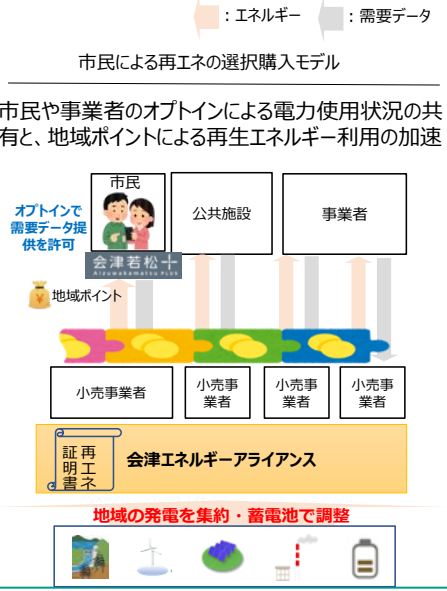 ：エネルギー ：需要データ
市民による再エネの選択購入モデル
市民や事業者のオプトインによる電力使用状況の共
有と、地域ポイントによる再生エネルギー利用の加速
市民
公共施設
事業者
オプトインで
需要データ提
供を許可
会津若松＋
Aizuwakamatsu PLUS
¥
地域ポイント
小売事業者
小売事
業者
小売事
業者
小売事
業者
再エネ
証明書
会津エネルギーアライアンス
地域の発電を集約・蓄電池で調整